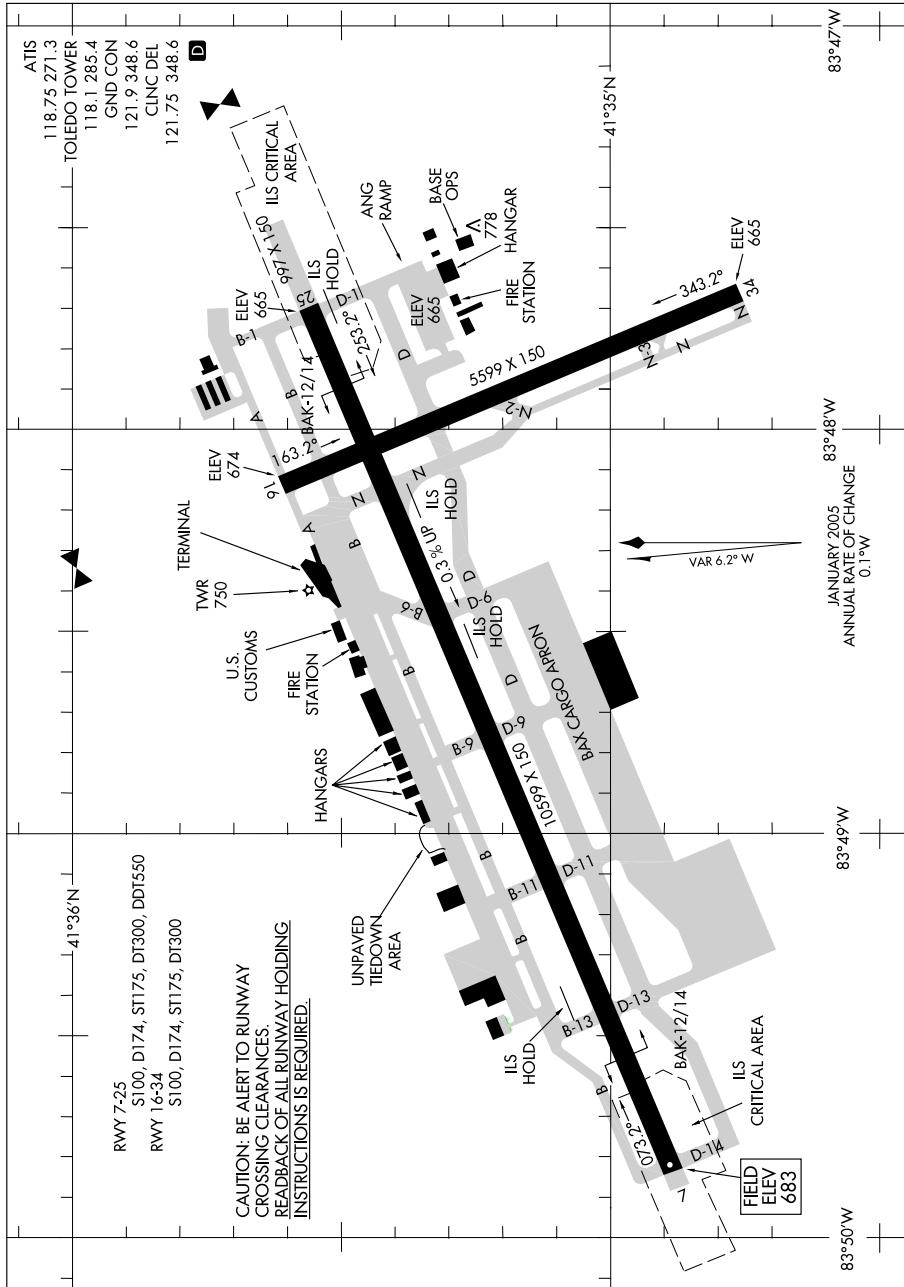 ATIS
118.75 271.3
TOLEDO TOWER
118.1 285.4
GND CON
121.9 348.6
CLNC DEL
121.75 348.6
D
RWY 7-25
S100, D174, ST175, DT300, DDT550
RWY 16-34
S100, D174, ST175, DT300
CAUTION: BE ALERT TO RUNWAY
CROSSING CLEARANCES.
READBACK OF ALL RUNWAY HOLDING
INSTRUCTIONS IS REQUIRED.
41°36'N
41°35'N
83°47'W
83°48'W
83°49'W
83°50'W
ILS CRITICAL
AREA
997 X 150
ILS
HOLD
25
ELEV
665
B-1
D-1
ANG
RAMP
ELEV
665
BASE
OPS
778
HANGAR
FIRE
STATION
253.2°
BAK-12/14
A
B
D
ELEV
674
16
163.2°
5599 X 150
N-2
N-3
N
N
34
343.2°
ELEV
665
TERMINAL
TWR
750
U.S.
CUSTOMS
FIRE
STATION
HANGARS
UNPAVED
TIEDOWN
AREA
A
B
N
N
ILS
HOLD
0.3% UP
B-6
D-6
D
ILS
HOLD
B
D
B-9
D-9
BAX CARGO APRON
10599 X 150
B
B-11
D-11
B
ILS
HOLD
B-13
D-13
BAK-12/14
B
ILS
CRITICAL AREA
073.2°
D-14
7
FIELD
ELEV
683
VAR 6.2° W
JANUARY 2005
ANNUAL RATE OF CHANGE
0.1°W